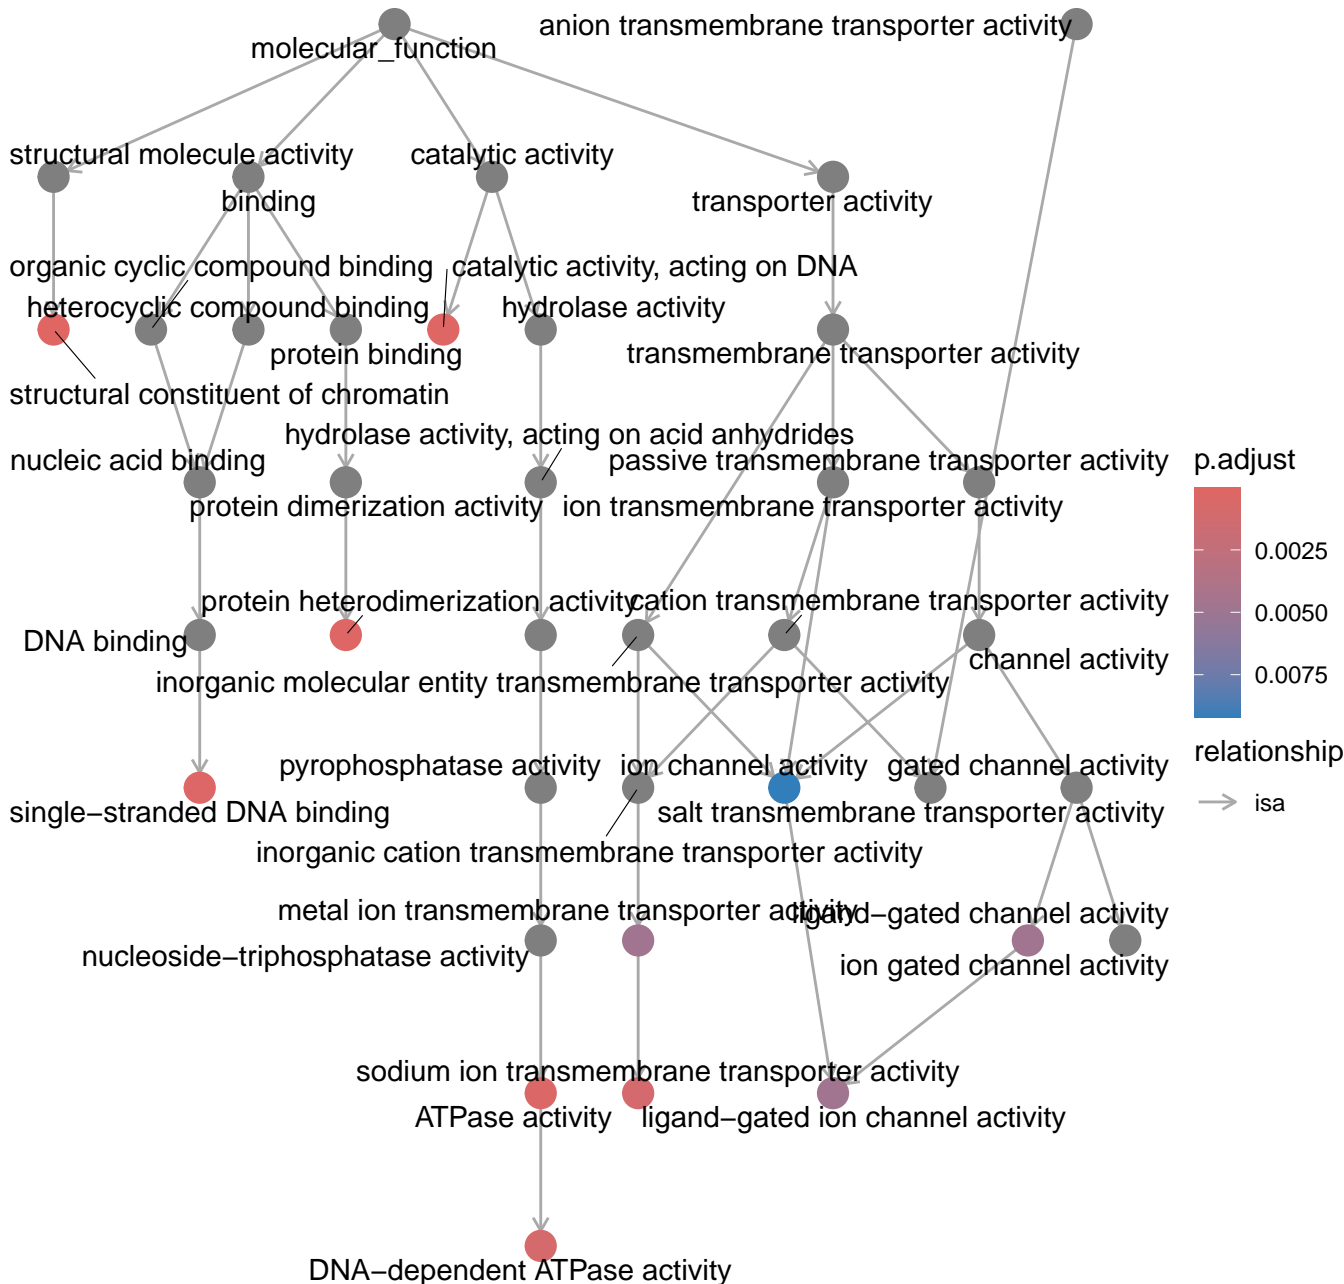 anion transmembrane transporter activity
molecular_function
structural molecule activity
catalytic activity
binding
transporter activity
organic cyclic compound binding
catalytic activity, acting on DNA
heterocyclic compound binding
hydrolase activity
protein binding
transmembrane transporter activity
structural constituent of chromatin
hydrolase activity, acting on acid anhydrides
nucleic acid binding
passive transmembrane transporter activity
p.adjust
protein dimerization activity
ion transmembrane transporter activity
0.0025
protein heterodimerization activity
cation transmembrane transporter activity
0.0050
DNA binding
channel activity
0.0075
inorganic molecular entity transmembrane transporter activity
relationship
pyrophosphatase activity
ion channel activity
gated channel activity
isa
single−stranded DNA binding
salt transmembrane transporter activity
inorganic cation transmembrane transporter activity
metal ion transmembrane transporter activity
ligand−gated channel activity
nucleoside−triphosphatase activity
ion gated channel activity
sodium ion transmembrane transporter activity
ATPase activity
ligand−gated ion channel activity
DNA−dependent ATPase activity